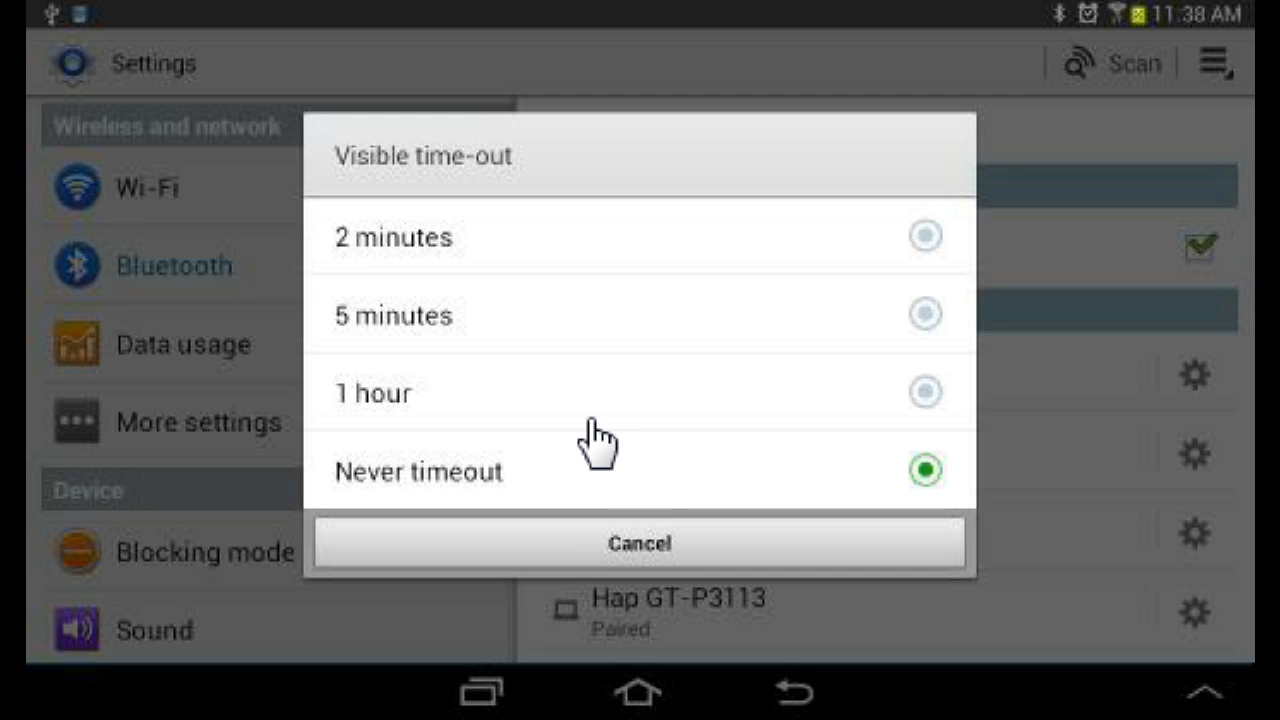 11:38 AM
Settings
Scan
Wireless and network
Visible time-out
Wi-Fi
2 minutes
Bluetooth
5 minutes
Data usage
1 hour
More settings
Never timeout
Device
Cancel
Blocking mode
Hap GT-P3113
Paired
Sound